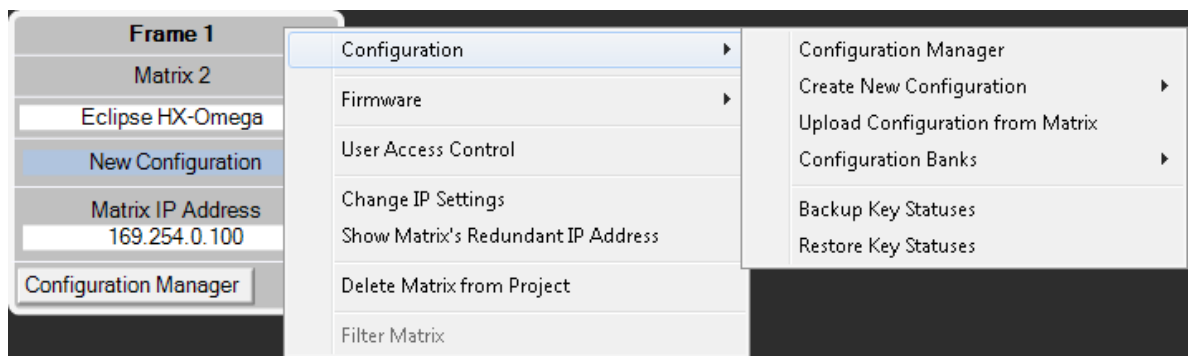 Frame 1
Matrix 2
Eclipse HX-Omega
New Configuration
Matrix IP Address
169.254.0.100
Configuration Manager
Configuration
Firmware
User Access Control
Change IP Settings
Show Matrix's Redundant IP Address
Delete Matrix from Project
Filter Matrix
Configuration Manager
Create New Configuration
Upload Configuration from Matrix
Configuration Banks
Backup Key Statuses
Restore Key Statuses